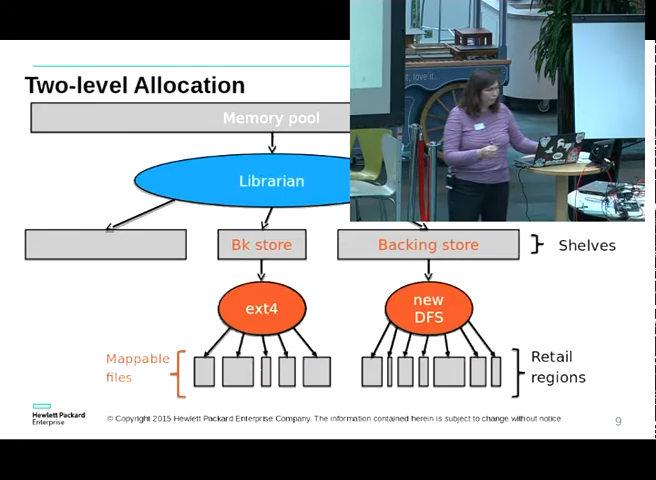 love it...
Two-level Allocation
Memory pool
Librarian
Bk store
Backing store
Shelves
ext4
new
DFS
Mappable
files
Retail
regions
Hewlett Packard
Enterprise
© Copyright 2015 Hewlett Packard Enterprise Company. The information contained herein is subject to change without notice.
9